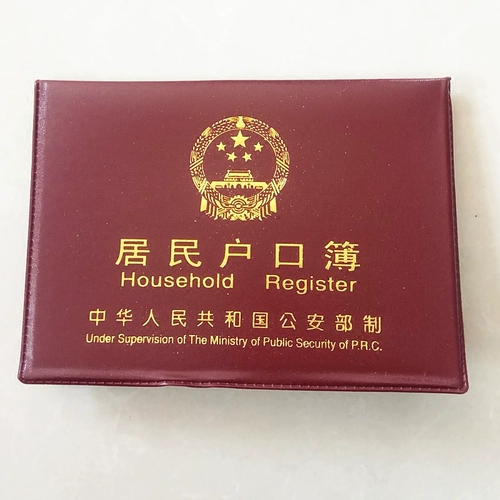 居民户口簿
Household Register
中华人民共和国公安部制
Under Supervision of The Ministry of Public Security of P.R.C.